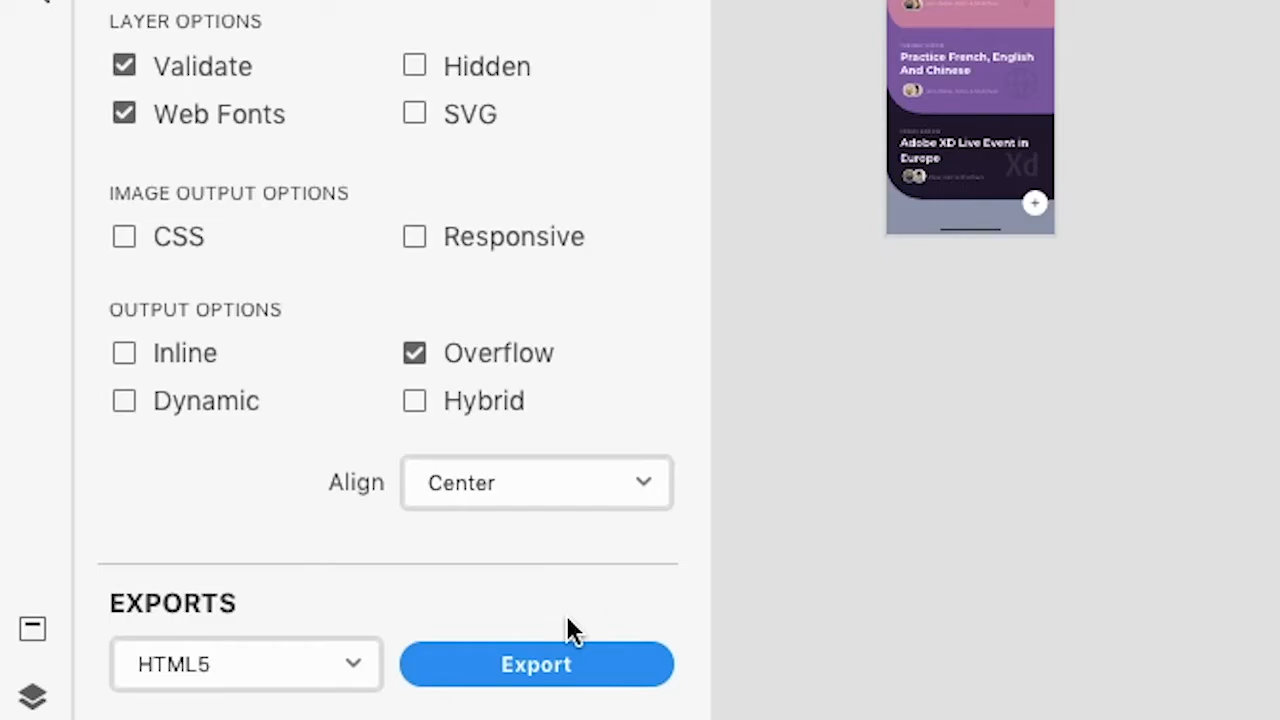 LAYER OPTIONS
Validate
Hidden
Web Fonts
SVG
IMAGE OUTPUT OPTIONS
CSS
Responsive
OUTPUT OPTIONS
Inline
Overflow
Dynamic
Hybrid
Align
Center
EXPORTS
HTML5
Export
Practice French, English
And Chinese
Adobe XD Live Event in
Europe
Xd
+